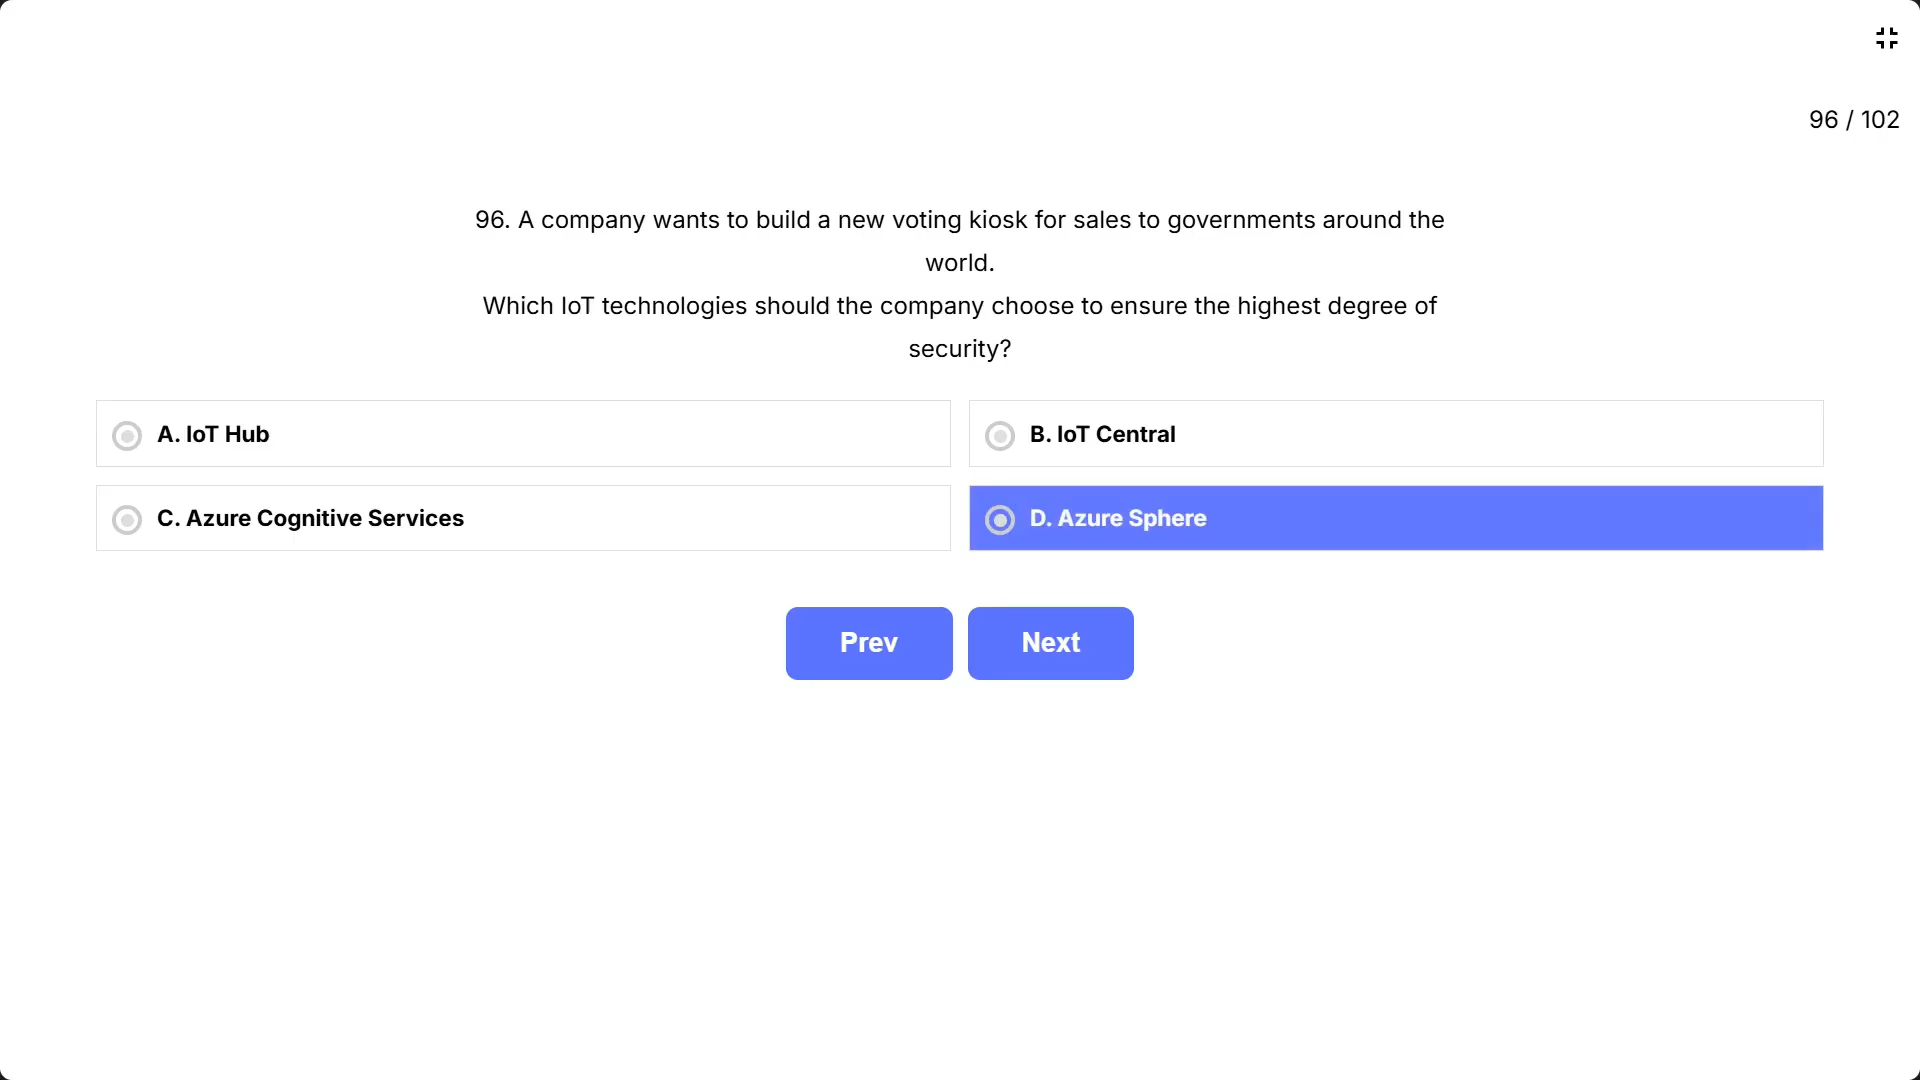 96 / 102
96. A company wants to build a new voting kiosk for sales to governments around the
world.
Which IoT technologies should the company choose to ensure the highest degree of
security?
A. IoT Hub
B. IoT Central
C. Azure Cognitive Services
D. Azure Sphere
Prev
Next